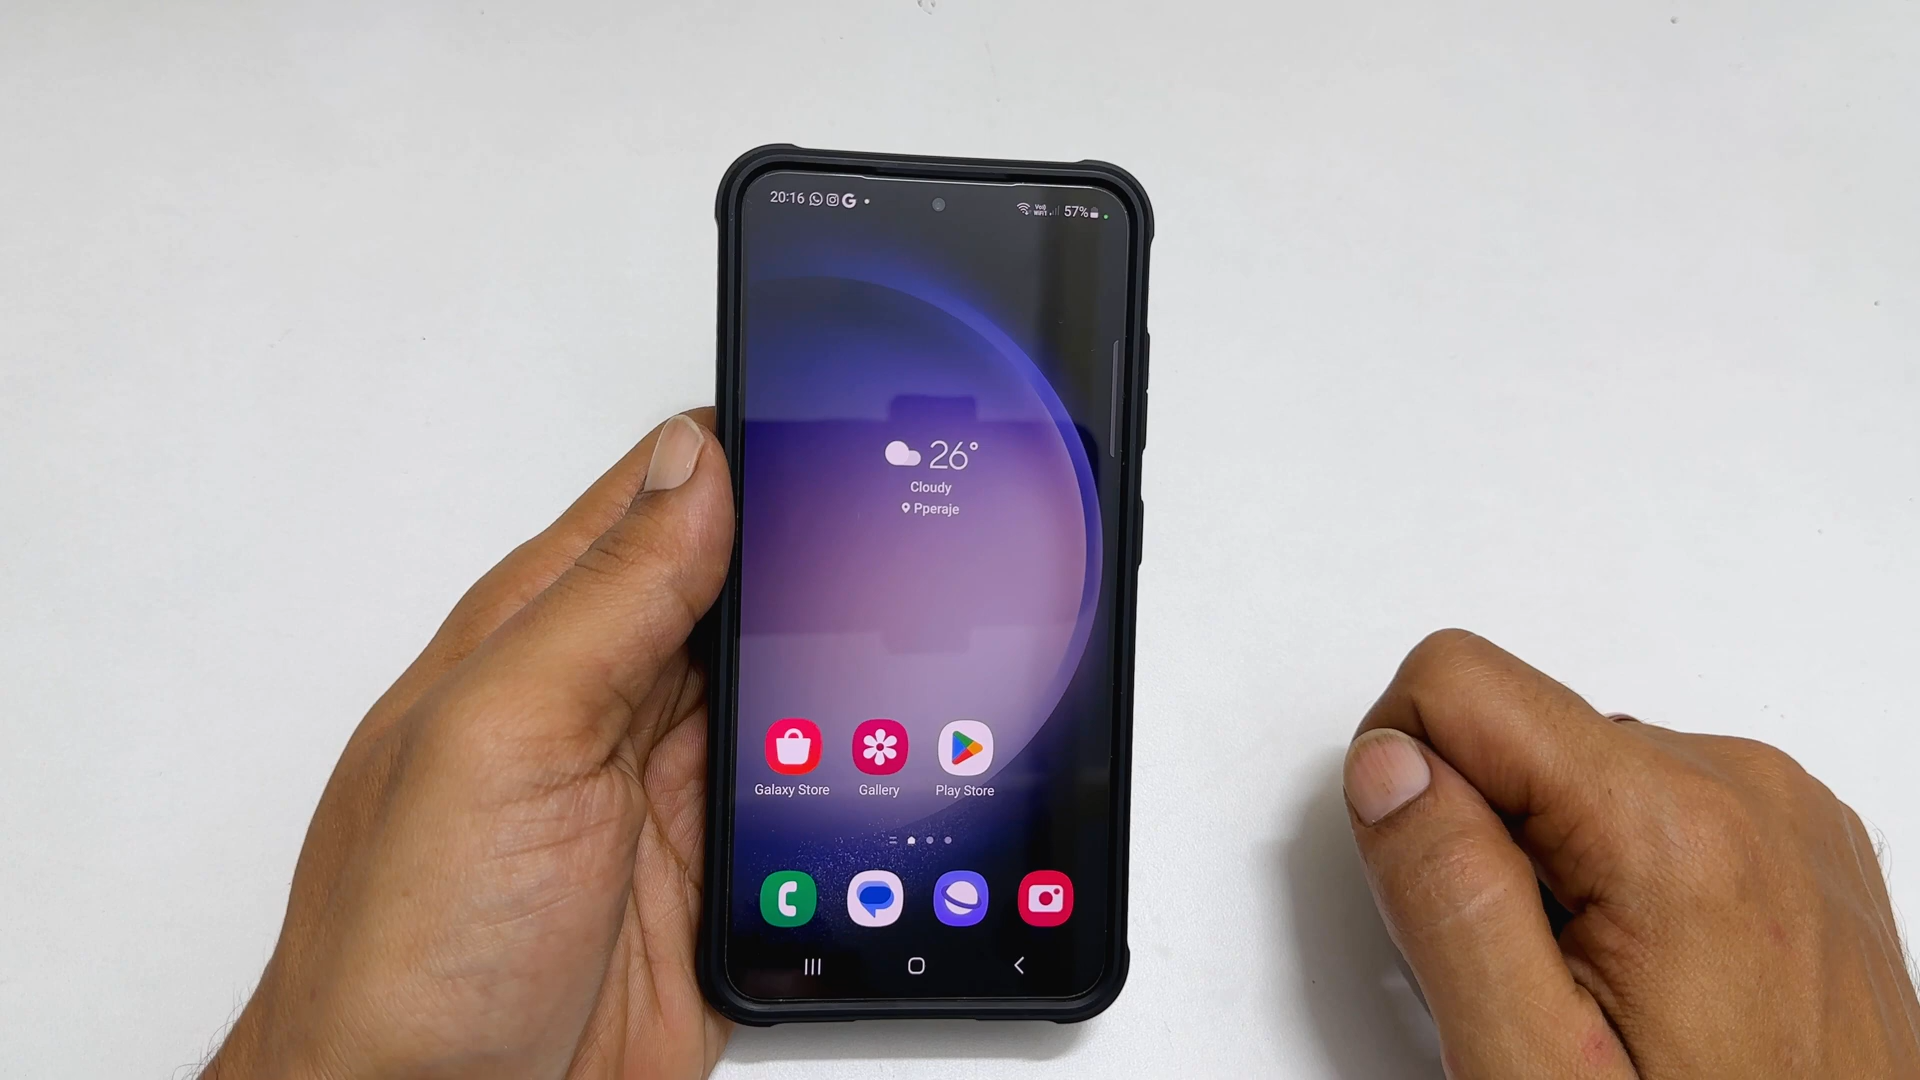 20:16
57%
26°
Cloudy
Pperaje
Galaxy Store
Gallery
Play Store